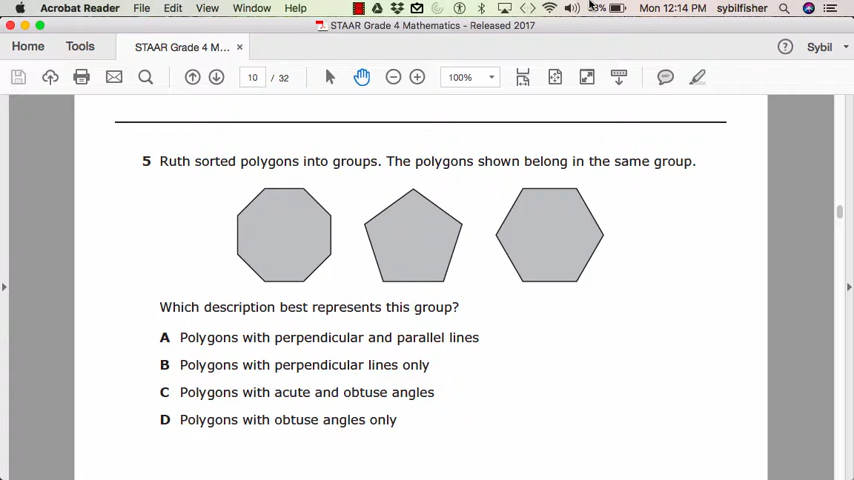 Acrobat Reader File Edit View Window Help Mon 12:14 PM sybilfisher
STAAR Grade 4 Mathematics - Released 2017
Home Tools STAAR Grade 4 M... × ? Sybil
10 / 32 100%
5 Ruth sorted polygons into groups. The polygons shown belong in the same group.
Which description best represents this group?
A Polygons with perpendicular and parallel lines
B Polygons with perpendicular lines only
C Polygons with acute and obtuse angles
D Polygons with obtuse angles only